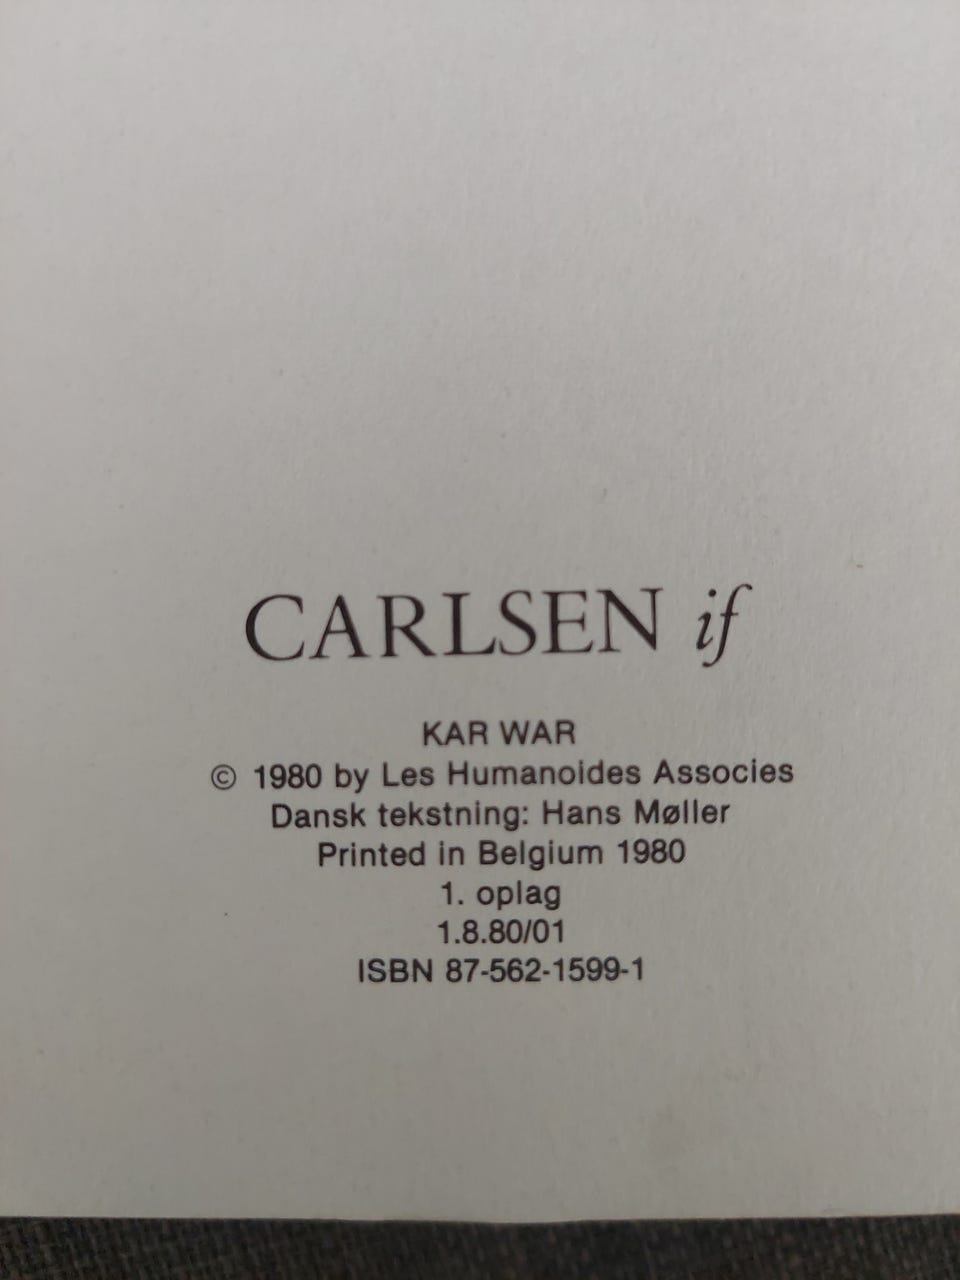 CARLSEN if
KAR WAR
© 1980 by Les Humanoides Associes
Dansk tekstning: Hans Møller
Printed in Belgium 1980
1. oplag
1.8.80/01
ISBN 87-562-1599-1